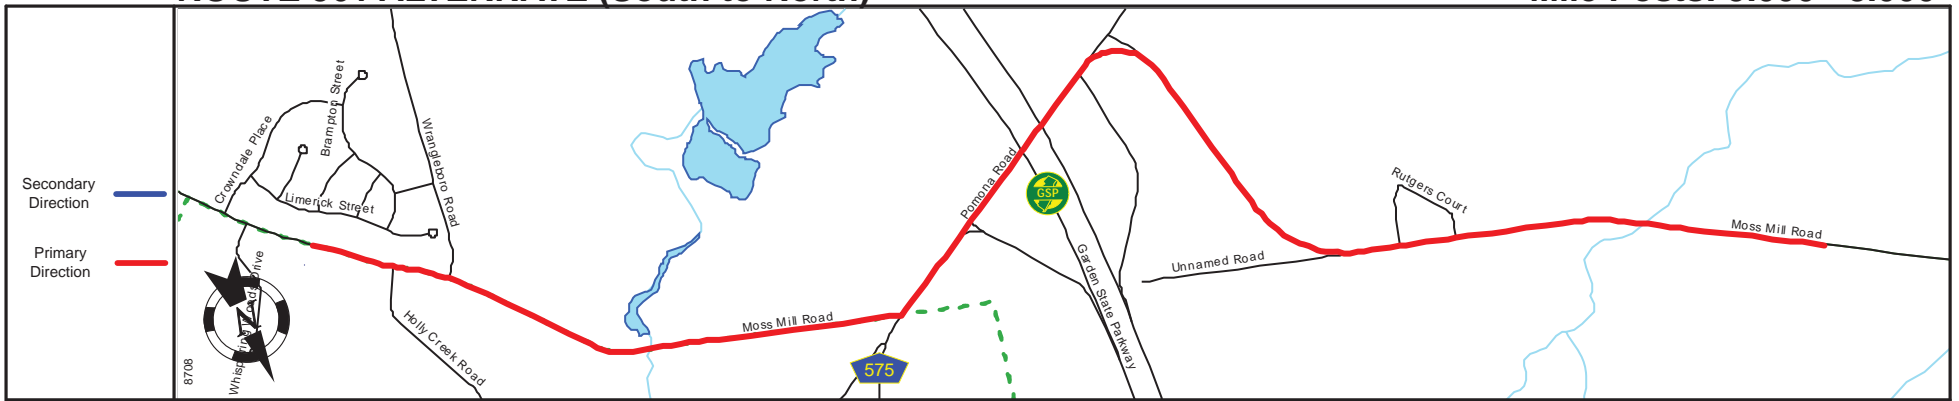 Secondary
Direction
Primary
Direction
Crowndale Place
Brampton Street
Limerick Street
Wrangleboro Road
Holly Creek Road
8708
Moss Mill Road
575
Pomona Road
GSP
Garden State Parkway
Unnamed Road
Rutgers Court
Moss Mill Road